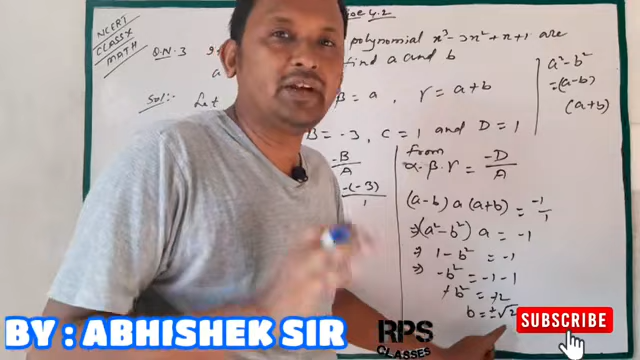 NCERT
CLASS X
MATH
Q.N.3
polynomial x³-3x²+x+1 are
find a and b
Solⁿ:- Let
β = a, γ = a+b
B = -3, C = 1 and D = 1
-B
A
-(-3)
1
from
α.β.γ = -D/A
(a-b) a (a+b) = -1/1
⇒ (a²-b²) a = -1
⇒ 1-b² = -1
⇒ -b² = -1-1
+b² = +2
b = ±√2
a²-b²
=(a-b)
(a+b)
BY : ABHISHEK SIR
RPS
CLASSES
SUBSCRIBE